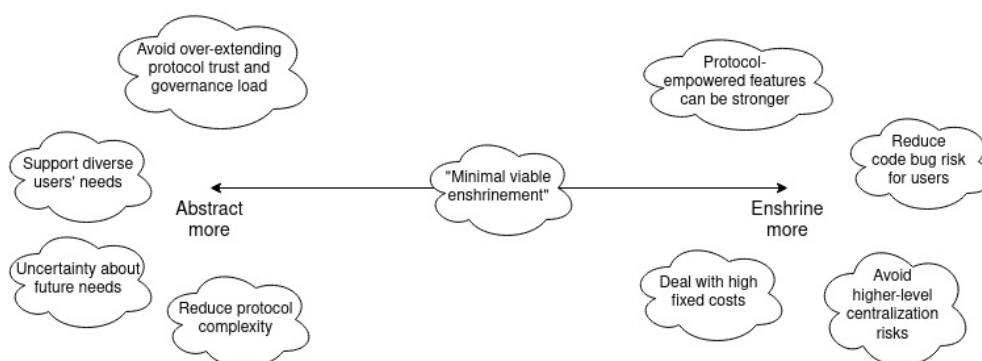 Avoid over-extending
protocol trust and
governance load
Protocol-
empowered features
can be stronger
Support diverse
users' needs
"Minimal viable
enshrinement"
Reduce
code bug risk
for users
Abstract
more
Enshrine
more
Uncertainty about
future needs
Reduce protocol
complexity
Deal with high
fixed costs
Avoid
higher-level
centralization
risks